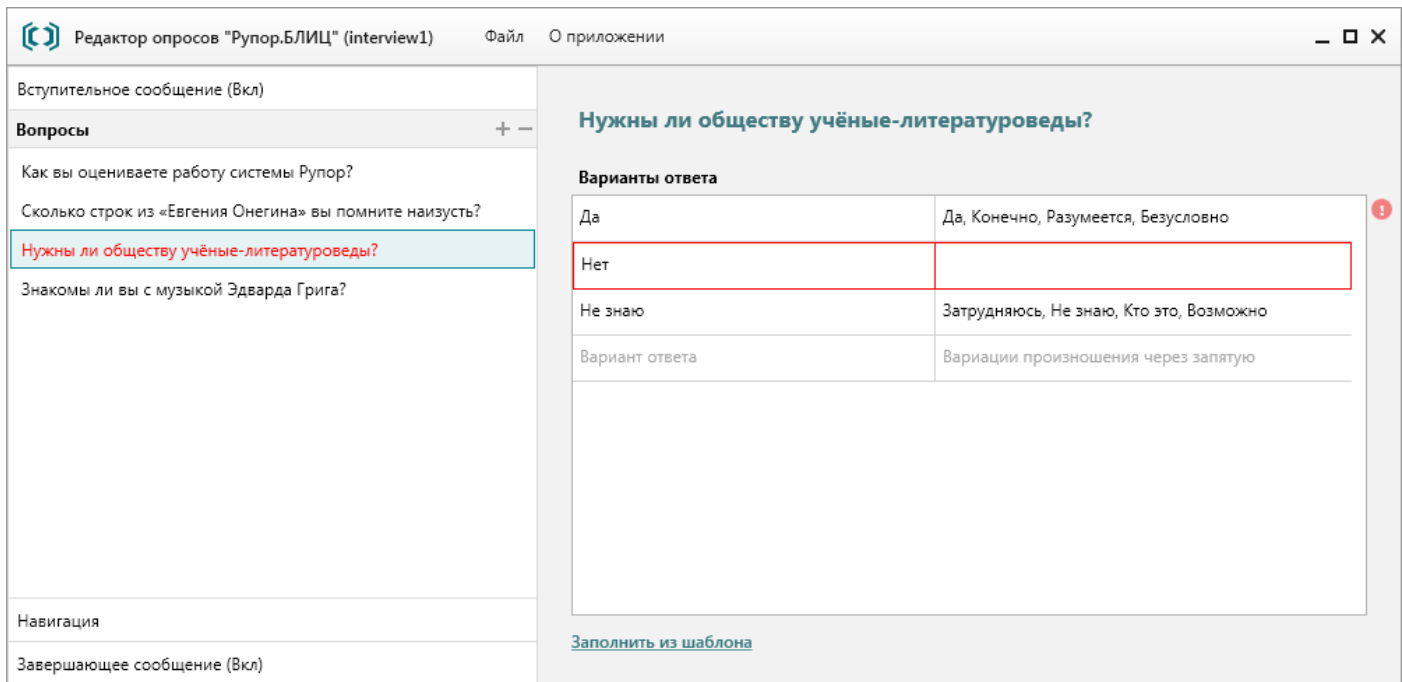 Редактор опросов "Рупор.БЛИЦ" (interview1) Файл О приложении
Вступительное сообщение (Вкл)
Вопросы
Как вы оцениваете работу системы Рупор?
Сколько строк из «Евгения Онегина» вы помните наизусть?
Нужны ли обществу учёные-литературоведы?
Знакомы ли вы с музыкой Эдварда Грига?
Навигация
Завершающее сообщение (Вкл)
Нужны ли обществу учёные-литературоведы?
Варианты ответа
Да Да, Конечно, Разумеется, Безусловно
Нет
Не знаю Затрудняюсь, Не знаю, Кто это, Возможно
Вариант ответа Вариации произношения через запятую
Заполнить из шаблона